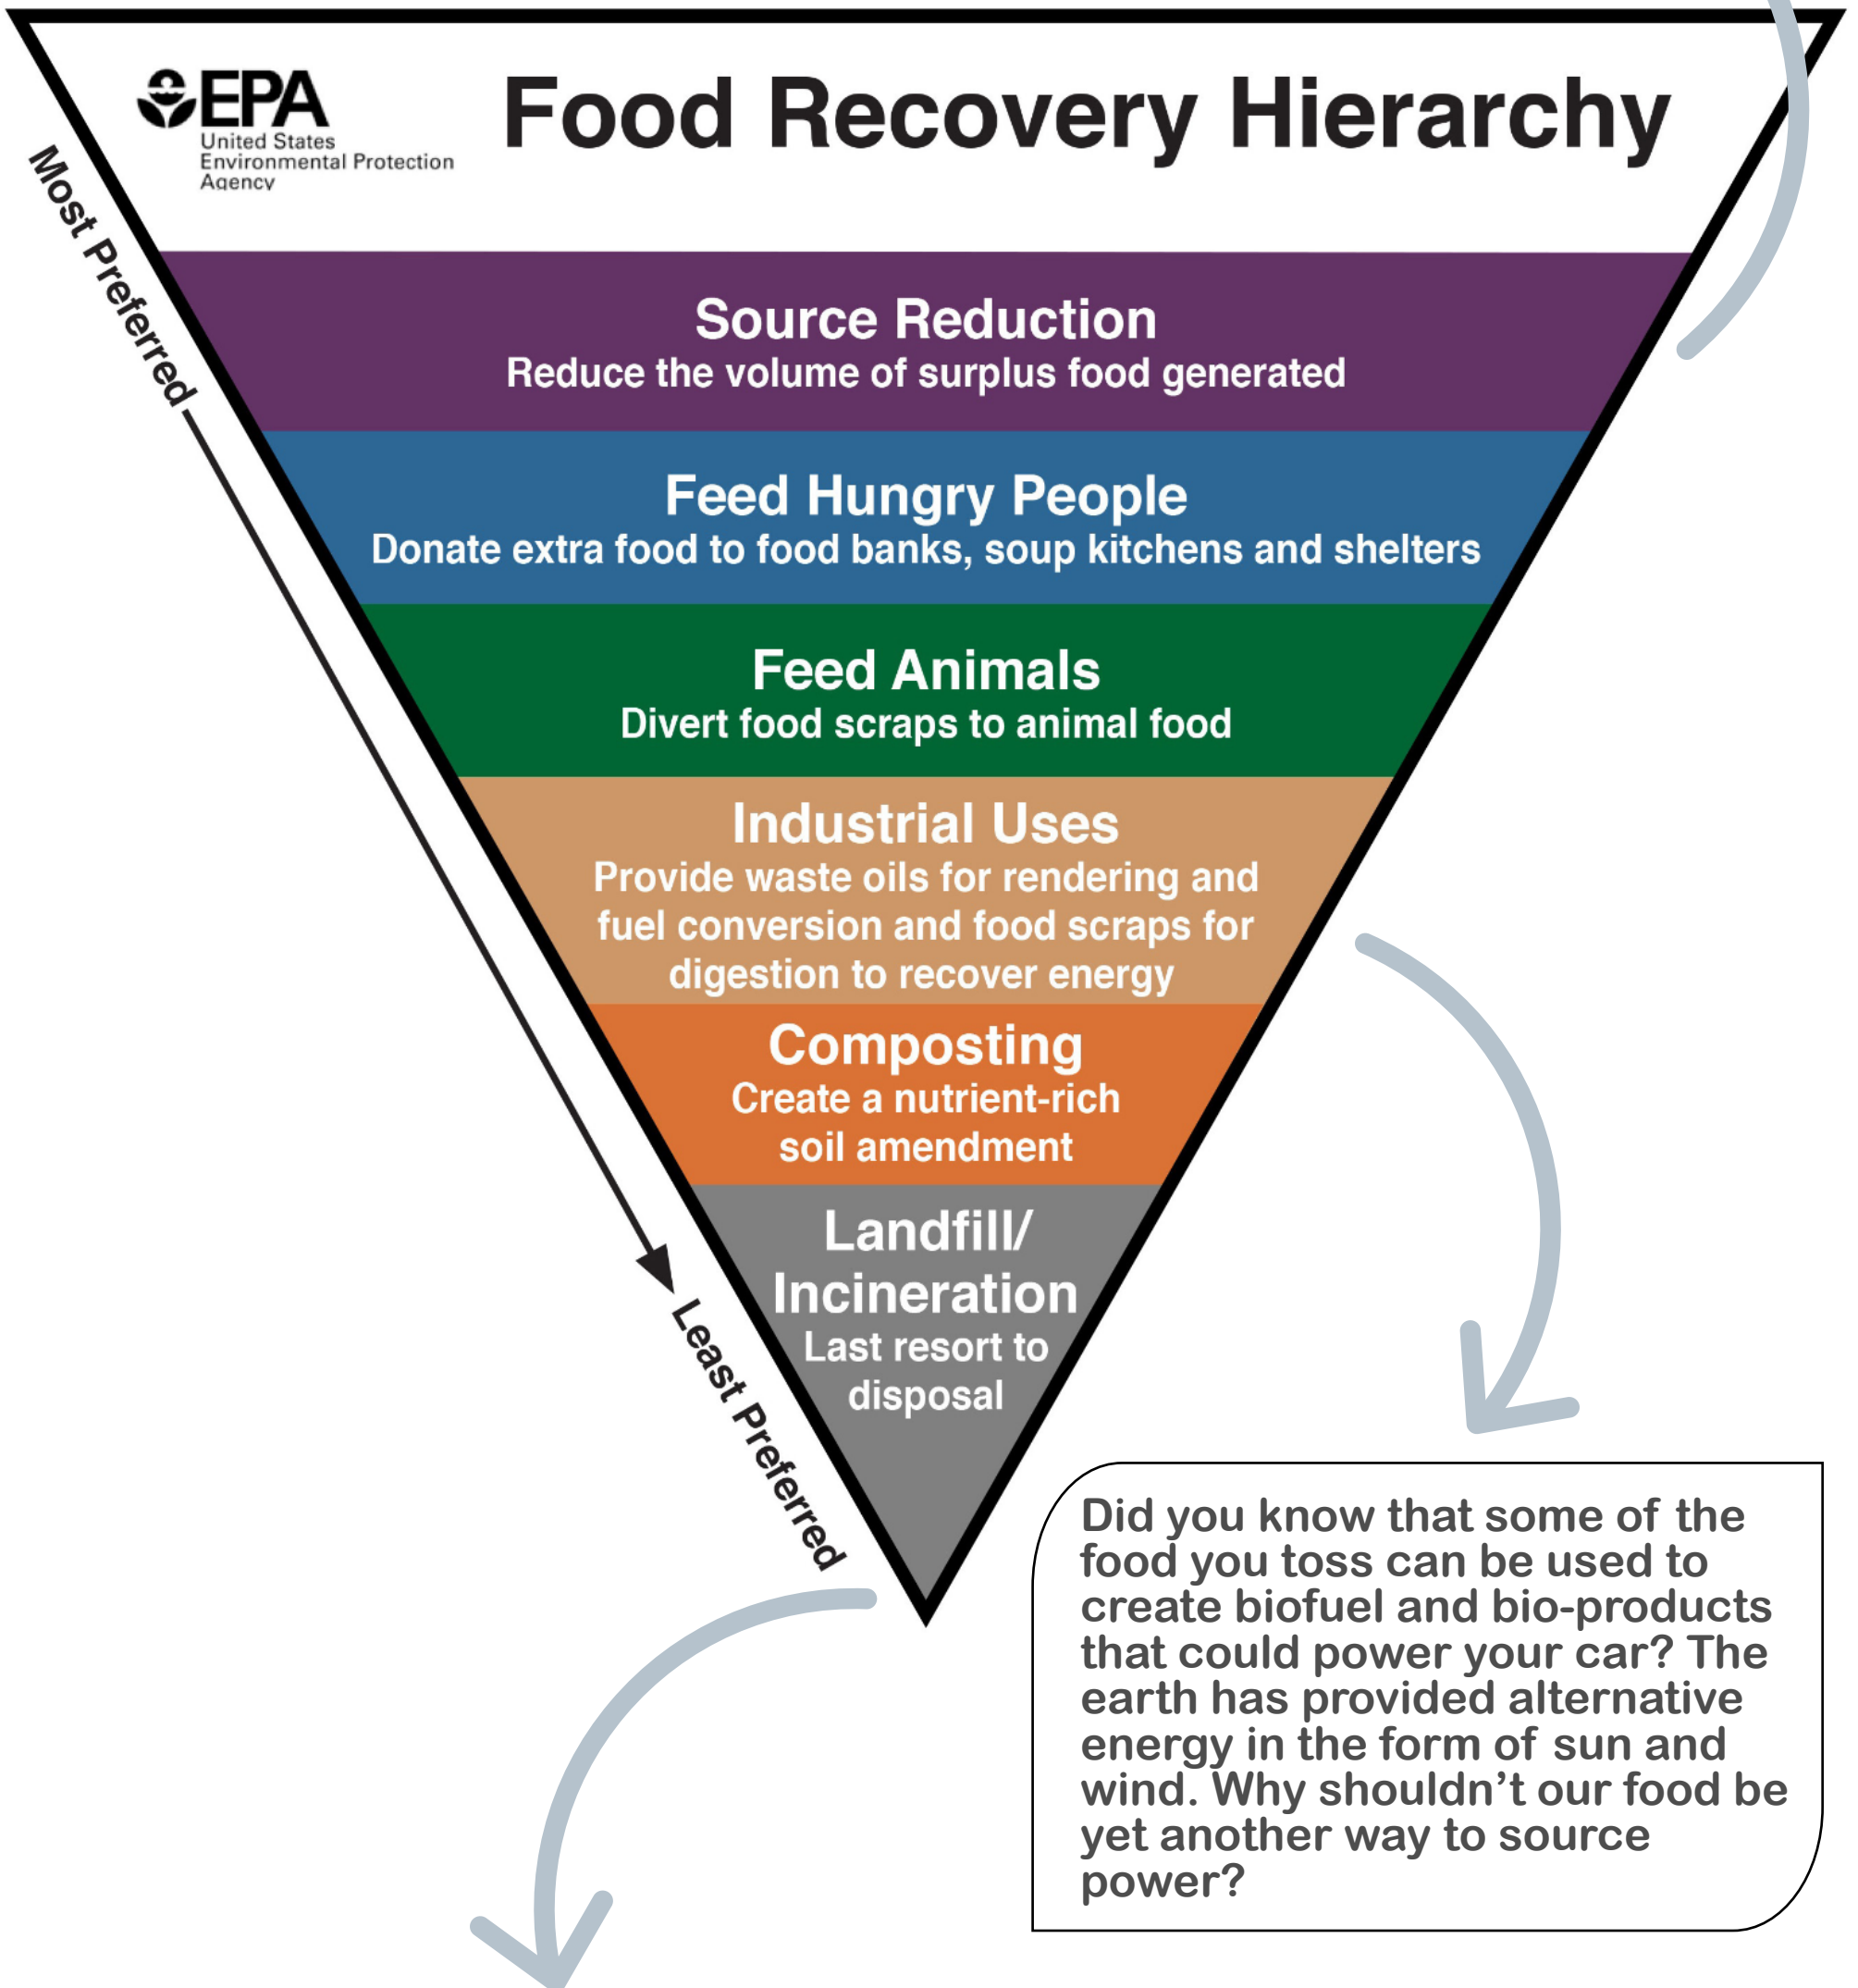 EPA
United States
Environmental Protection
Agency
Food Recovery Hierarchy
Most Preferred
Source Reduction
Reduce the volume of surplus food generated
Feed Hungry People
Donate extra food to food banks, soup kitchens and shelters
Feed Animals
Divert food scraps to animal food
Industrial Uses
Provide waste oils for rendering and
fuel conversion and food scraps for
digestion to recover energy
Composting
Create a nutrient-rich
soil amendment
Landfill/
Incineration
Last resort to
disposal
Least Preferred
Did you know that some of the
food you toss can be used to
create biofuel and bio-products
that could power your car? The
earth has provided alternative
energy in the form of sun and
wind. Why shouldn't our food be
yet another way to source
power?